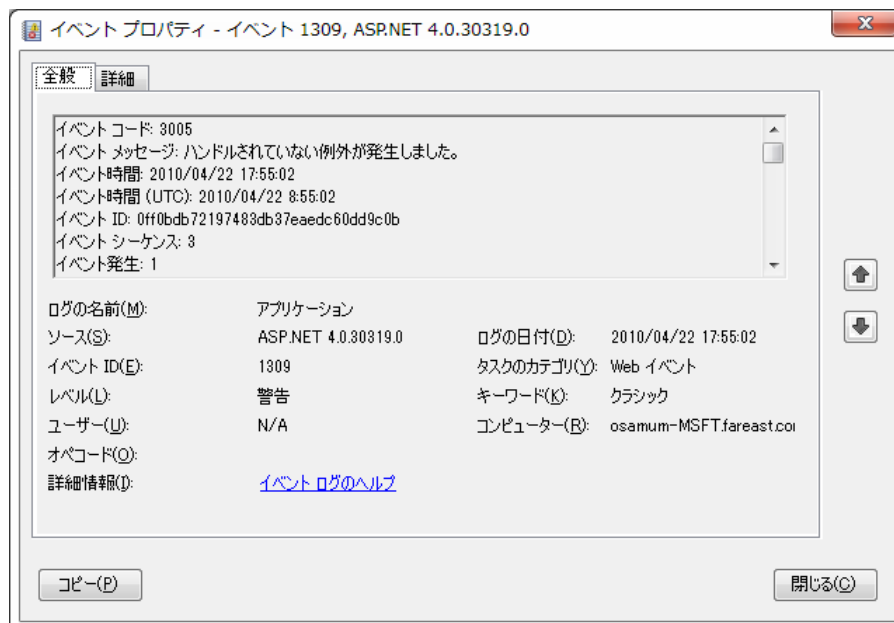 イベント プロパティ - イベント 1309, ASP.NET 4.0.30319.0
全般 詳細
イベント コード: 3005
イベント メッセージ: ハンドルされていない例外が発生しました。
イベント時間: 2010/04/22 17:55:02
イベント時間 (UTC): 2010/04/22 8:55:02
イベント ID: 0ff0bdb72197483db37eaedc60dd9c0b
イベント シーケンス: 3
イベント発生: 1
ログの名前(M): アプリケーション
ソース(S): ASP.NET 4.0.30319.0 ログの日付(D): 2010/04/22 17:55:02
イベント ID(E): 1309 タスクのカテゴリ(Y): Web イベント
レベル(L): 警告 キーワード(K): クラシック
ユーザー(U): N/A コンピューター(R): osamum-MSFT.fareast.co
オペコード(O):
詳細情報(I): イベント ログのヘルプ
コピー(P) 閉じる(C)